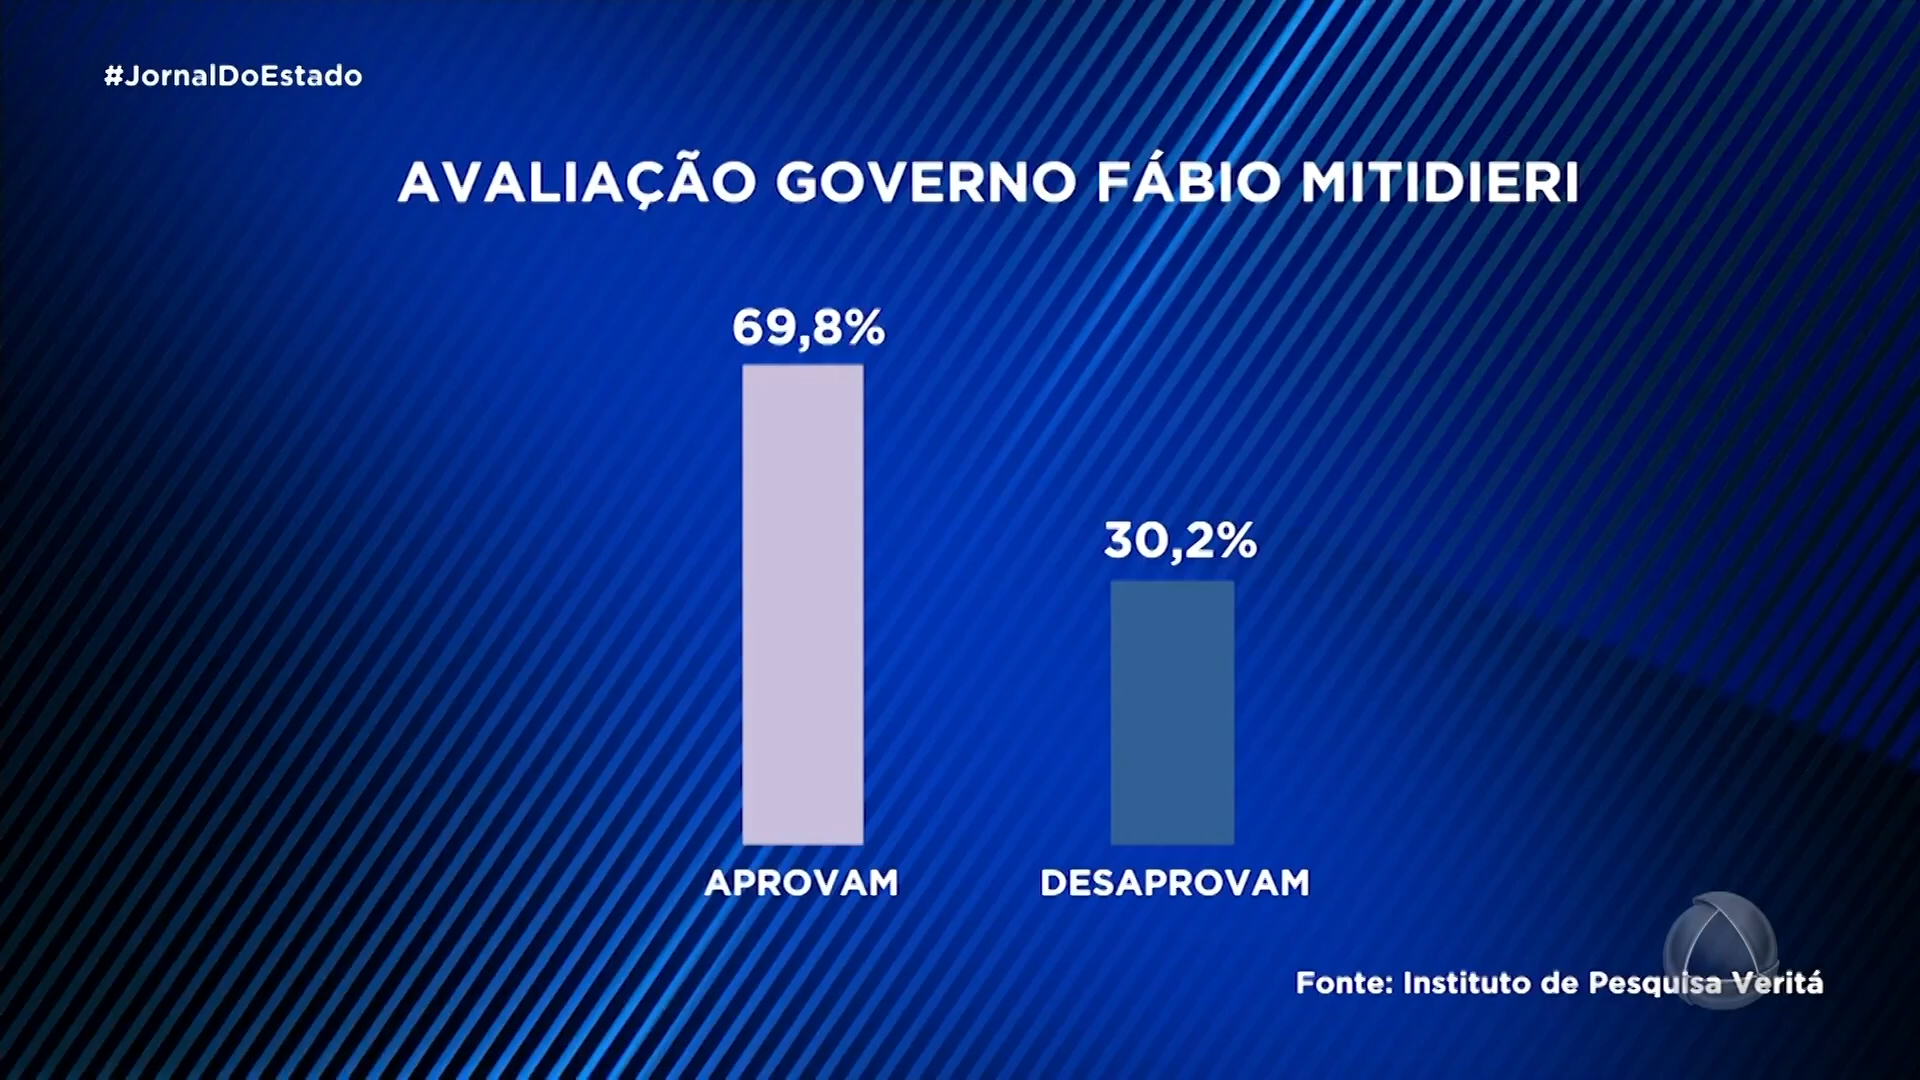 #JornalDoEstado
AVALIAÇÃO GOVERNO FÁBIO MITIDIERI
69,8%
30,2%
APROVAM
DESAPROVAM
Fonte: Instituto de Pesquisa Veritá